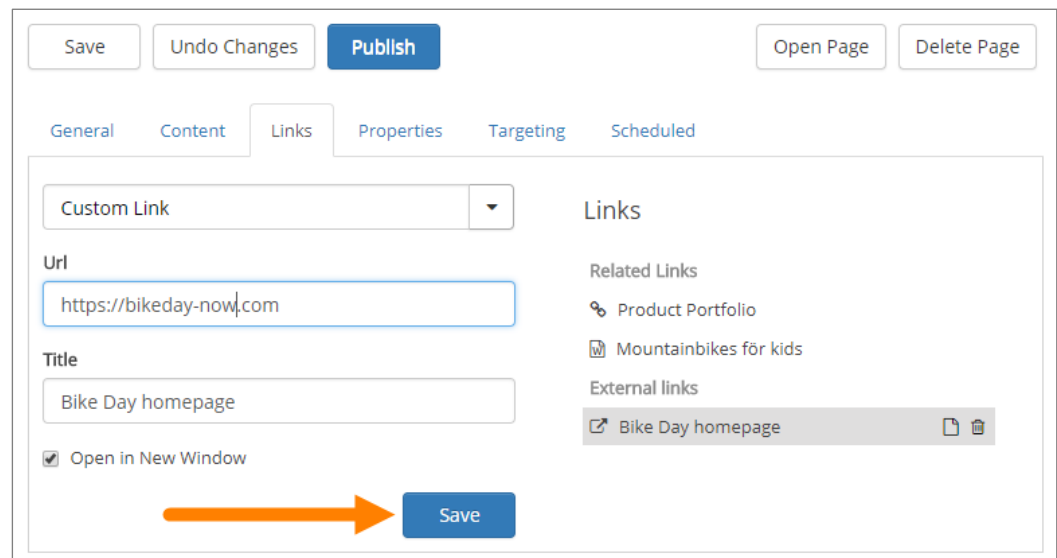 Save Undo Changes Publish Open Page Delete Page
General Content Links Properties Targeting Scheduled
Custom Link
Url
https://bikeday-now.com
Title
Bike Day homepage
Open in New Window
Save
Links
Related Links
Product Portfolio
Mountainbikes för kids
External links
Bike Day homepage